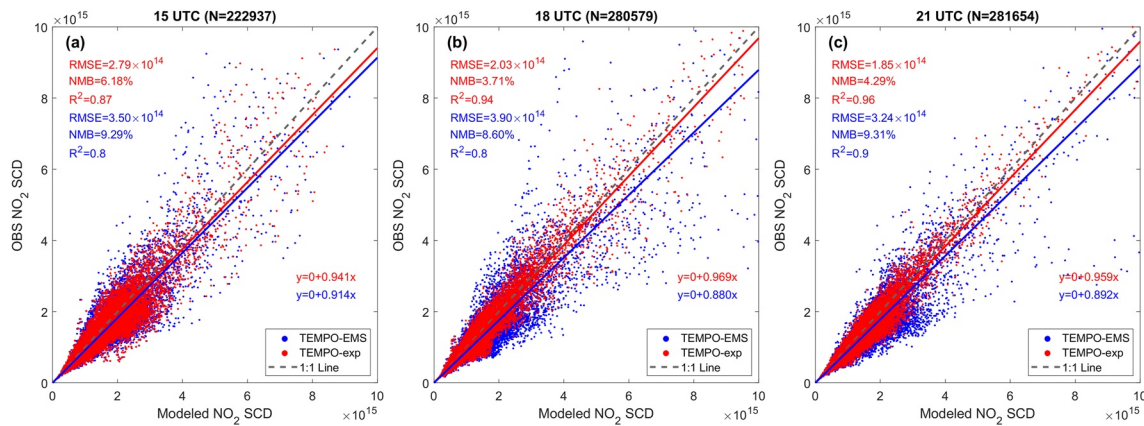 15 UTC (N=222937)
×10^15
(a)
RMSE=2.79×10^14
NMB=6.18%
R^2=0.87
RMSE=3.50×10^14
NMB=9.29%
R^2=0.8
y=0+0.941x
y=0+0.914x
TEMPO-EMS
TEMPO-exp
1:1 Line
OBS NO_2 SCD
10
8
6
4
2
0
0 2 4 6 8 10
Modeled NO_2 SCD
×10^15
18 UTC (N=280579)
×10^15
(b)
RMSE=2.03×10^14
NMB=3.71%
R^2=0.94
RMSE=3.90×10^14
NMB=8.60%
R^2=0.8
y=0+0.969x
y=0+0.880x
TEMPO-EMS
TEMPO-exp
1:1 Line
OBS NO_2 SCD
10
8
6
4
2
0
0 2 4 6 8 10
Modeled NO_2 SCD
×10^15
21 UTC (N=281654)
×10^15
(c)
RMSE=1.85×10^14
NMB=4.29%
R^2=0.96
RMSE=3.24×10^14
NMB=9.31%
R^2=0.9
y=0+0.959x
y=0+0.892x
TEMPO-EMS
TEMPO-exp
1:1 Line
OBS NO_2 SCD
10
8
6
4
2
0
0 2 4 6 8 10
Modeled NO_2 SCD
×10^15